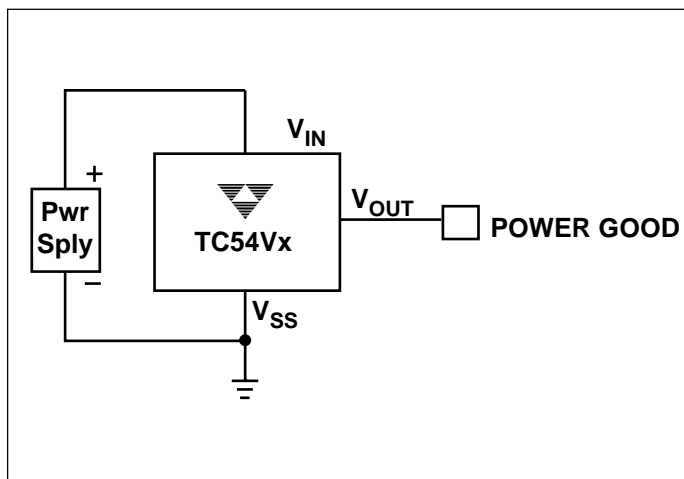 V_IN
+
Pwr
Sply
−
TC54Vx
V_OUT
POWER GOOD
V_SS